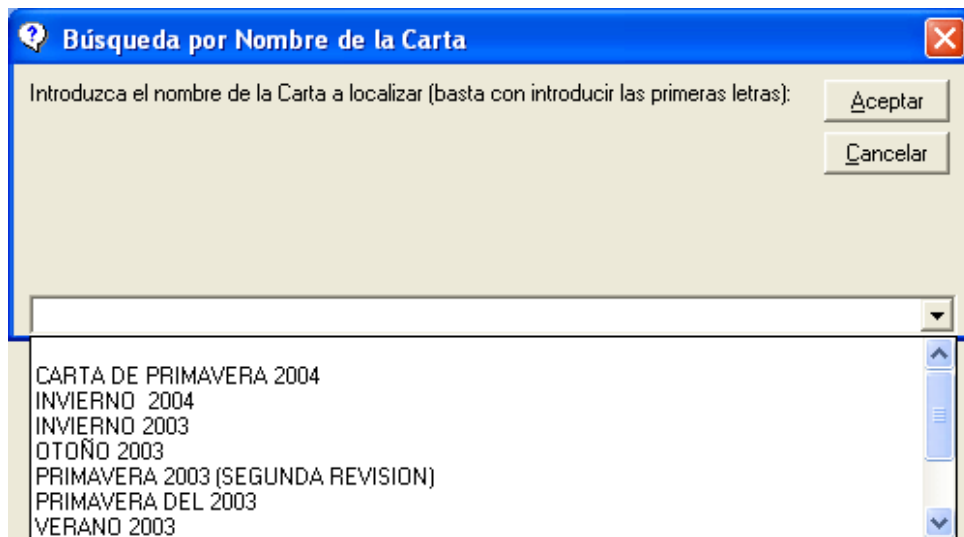 Búsqueda por Nombre de la Carta
Introduzca el nombre de la Carta a localizar (basta con introducir las primeras letras):
Aceptar
Cancelar
CARTA DE PRIMAVERA 2004
INVIERNO  2004
INVIERNO 2003
OTOÑO 2003
PRIMAVERA 2003 (SEGUNDA REVISION)
PRIMAVERA DEL 2003
VERANO 2003